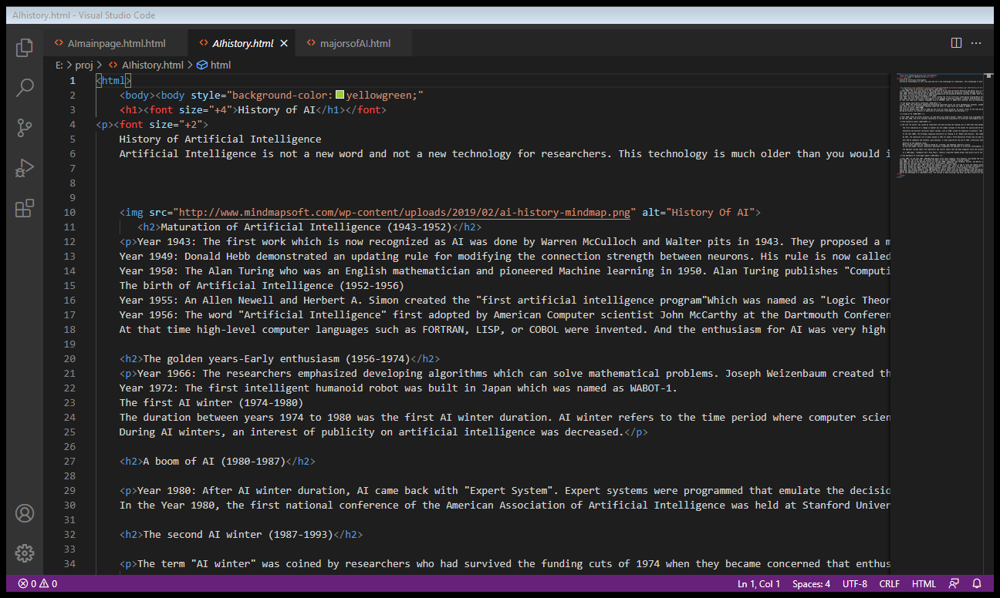 AIhistory.html - Visual Studio Code
AImainpage.html.html
AIhistory.html
majorsofAI.html
E: > proj > AIhistory.html > html
1 <html>
2 <body><body style="background-color: yellowgreen;"
3 <h1><font size="+4">History of AI</h1></font>
4 <p><font size="+2">
5 History of Artificial Intelligence
6 Artificial Intelligence is not a new word and not a new technology for researchers. This technology is much older than you would i
7
8
9
10 <img src="http://www.mindmapsoft.com/wp-content/uploads/2019/02/ai-history-mindmap.png" alt="History Of AI">
11 <h2>Maturation of Artificial Intelligence (1943-1952)</h2>
12 <p>Year 1943: The first work which is now recognized as AI was done by Warren McCulloch and Walter pits in 1943. They proposed a m
13 Year 1949: Donald Hebb demonstrated an updating rule for modifying the connection strength between neurons. His rule is now called
14 Year 1950: The Alan Turing who was an English mathematician and pioneered Machine learning in 1950. Alan Turing publishes "Computi
15 The birth of Artificial Intelligence (1952-1956)
16 Year 1955: An Allen Newell and Herbert A. Simon created the "first artificial intelligence program"Which was named as "Logic Theor
17 Year 1956: The word "Artificial Intelligence" first adopted by American Computer scientist John McCarthy at the Dartmouth Conferen
18 At that time high-level computer languages such as FORTRAN, LISP, or COBOL were invented. And the enthusiasm for AI was very high
19
20 <h2>The golden years-Early enthusiasm (1956-1974)</h2>
21 <p>Year 1966: The researchers emphasized developing algorithms which can solve mathematical problems. Joseph Weizenbaum created th
22 Year 1972: The first intelligent humanoid robot was built in Japan which was named as WABOT-1.
23 The first AI winter (1974-1980)
24 The duration between years 1974 to 1980 was the first AI winter duration. AI winter refers to the time period where computer scien
25 During AI winters, an interest of publicity on artificial intelligence was decreased.</p>
26
27 <h2>A boom of AI (1980-1987)</h2>
28
29 <p>Year 1980: After AI winter duration, AI came back with "Expert System". Expert systems were programmed that emulate the decisio
30 In the Year 1980, the first national conference of the American Association of Artificial Intelligence was held at Stanford Univer
31
32 <h2>The second AI winter (1987-1993)</h2>
33
34 <p>The term "AI winter" was coined by researchers who had survived the funding cuts of 1974 when they became concerned that enthus
0 0 Ln 1, Col 1 Spaces: 4 UTF-8 CRLF HTML